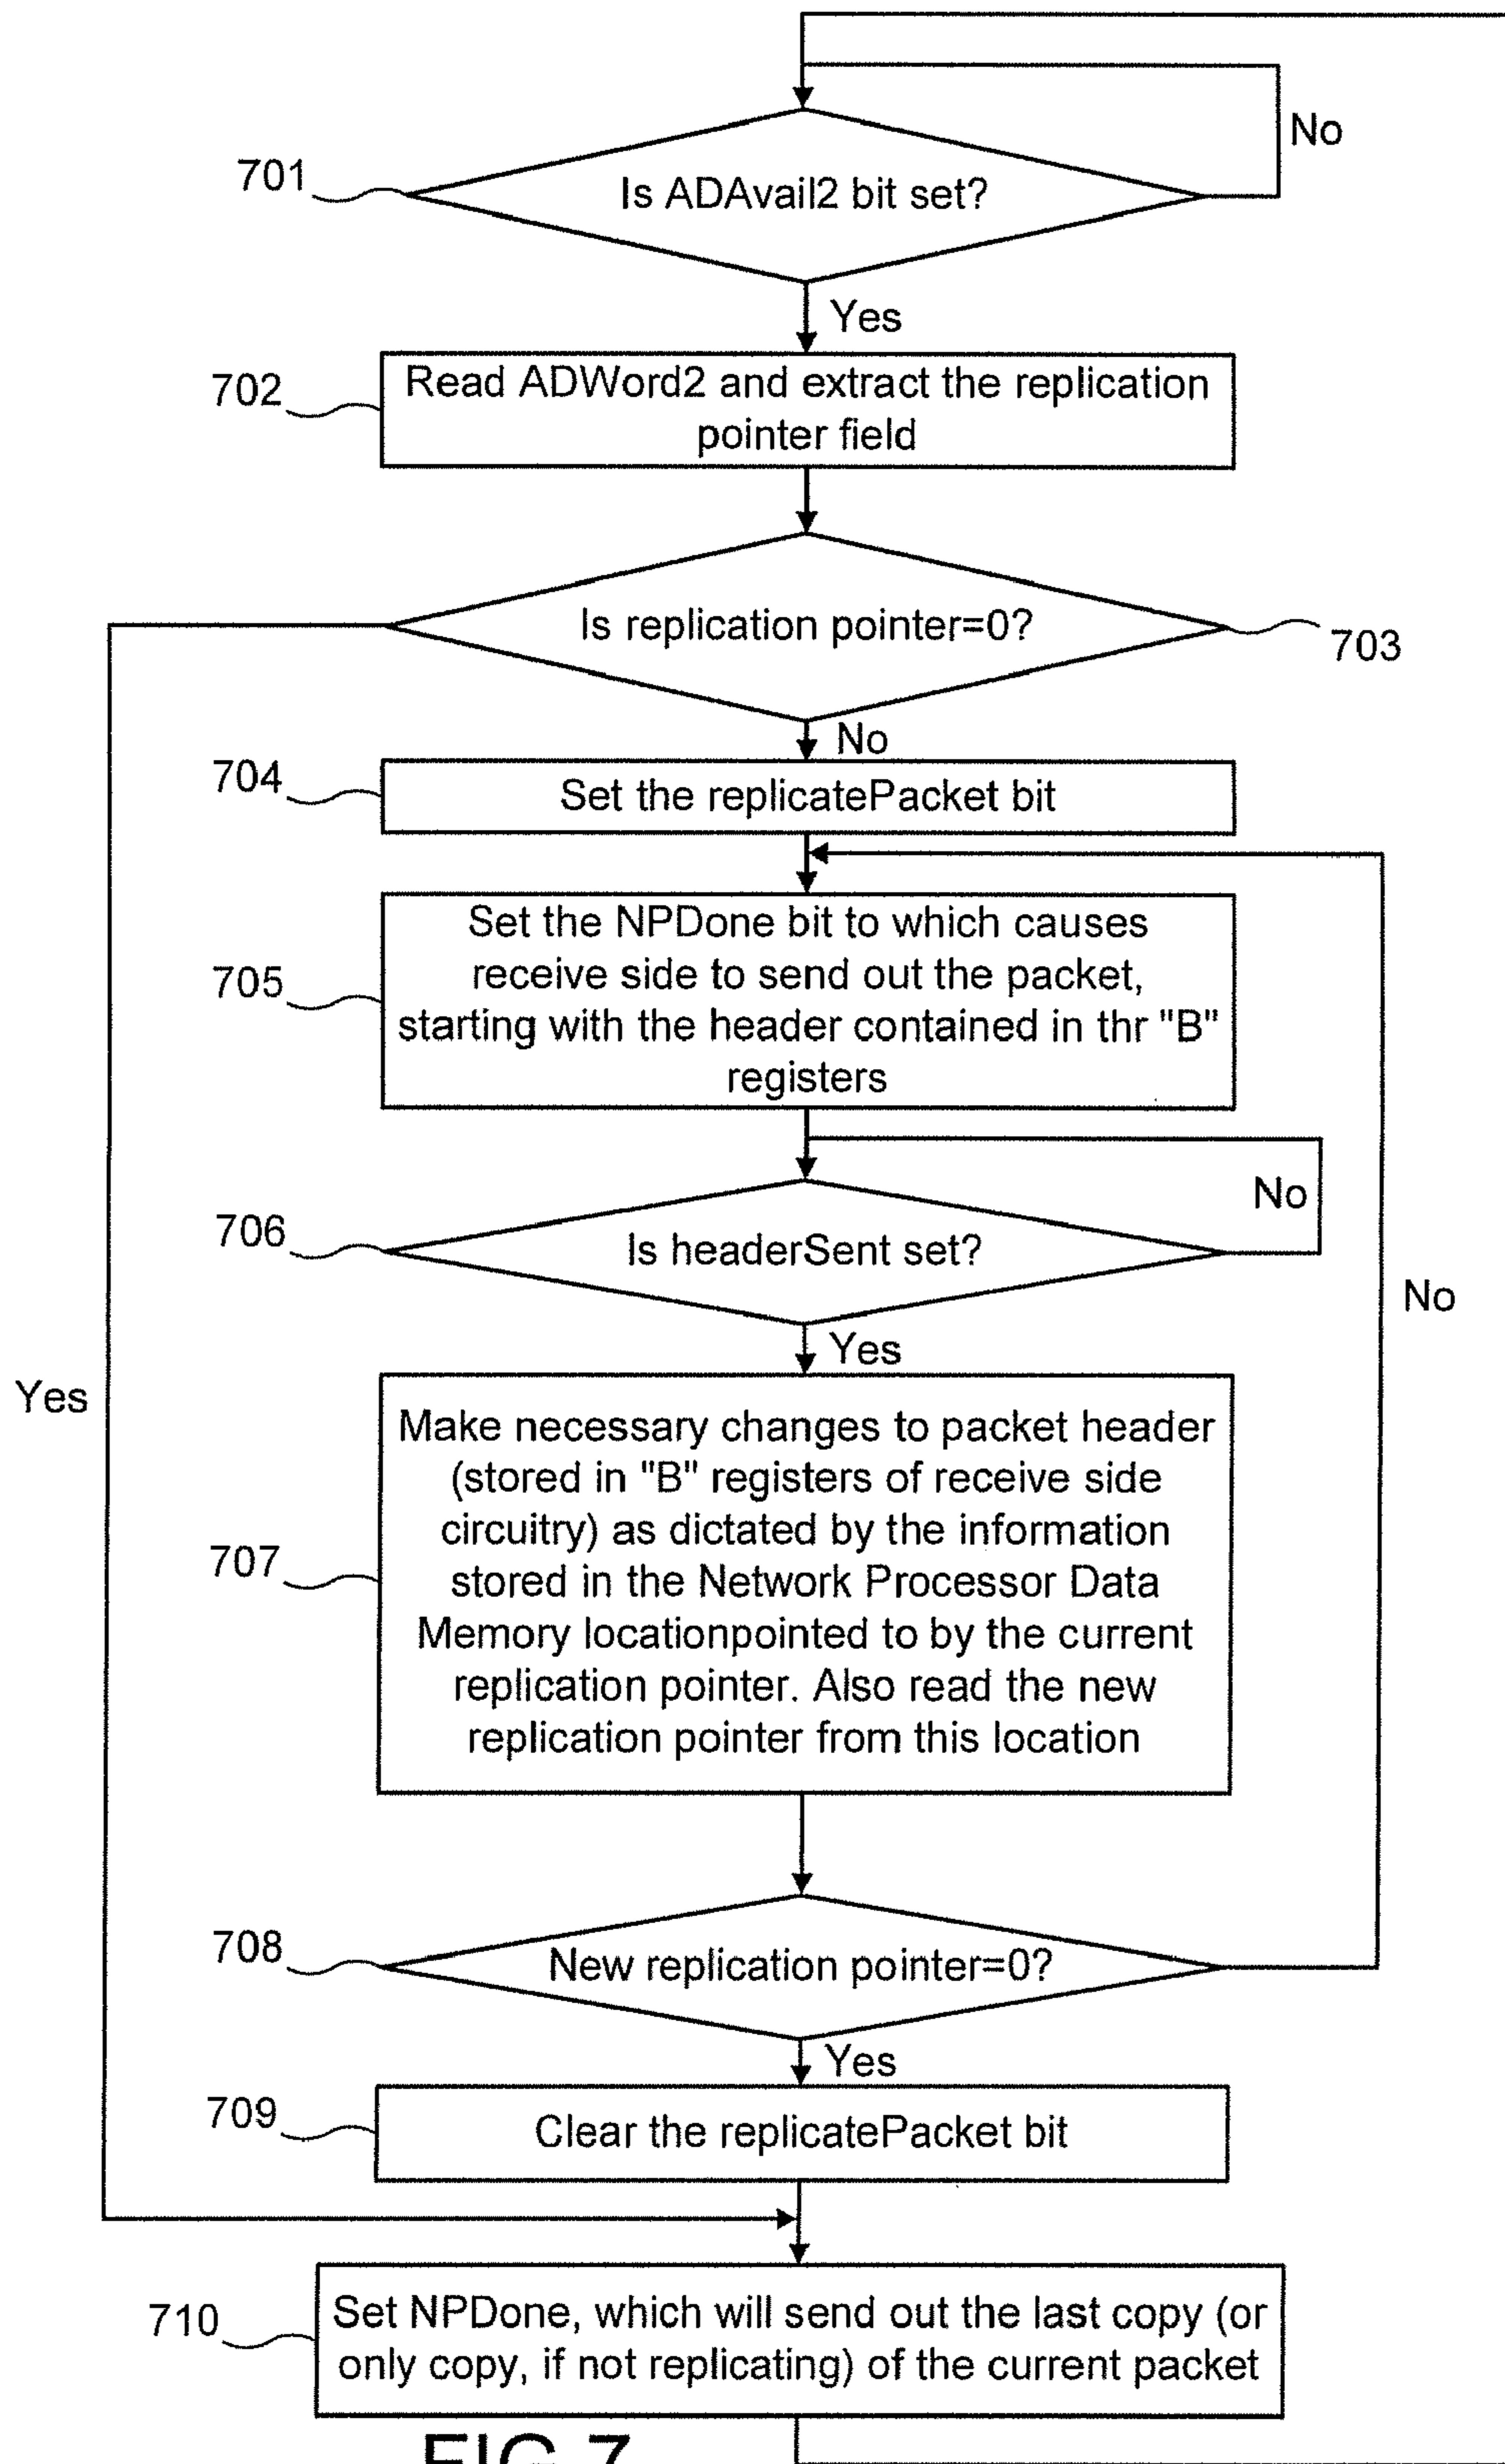 No
701
Is ADAvail2 bit set?
Yes
702
Read ADWord2 and extract the replication
pointer field
Is replication pointer=0?
703
No
704
Set the replicatePacket bit
705
Set the NPDone bit to which causes
receive side to send out the packet,
starting with the header contained in thr "B"
registers
No
706
Is headerSent set?
No
Yes
Yes
707
Make necessary changes to packet header
(stored in "B" registers of receive side
circuitry) as dictated by the information
stored in the Network Processor Data
Memory locationpointed to by the current
replication pointer. Also read the new
replication pointer from this location
708
New replication pointer=0?
Yes
709
Clear the replicatePacket bit
710
Set NPDone, which will send out the last copy (or
only copy, if not replicating) of the current packet
FIG 7